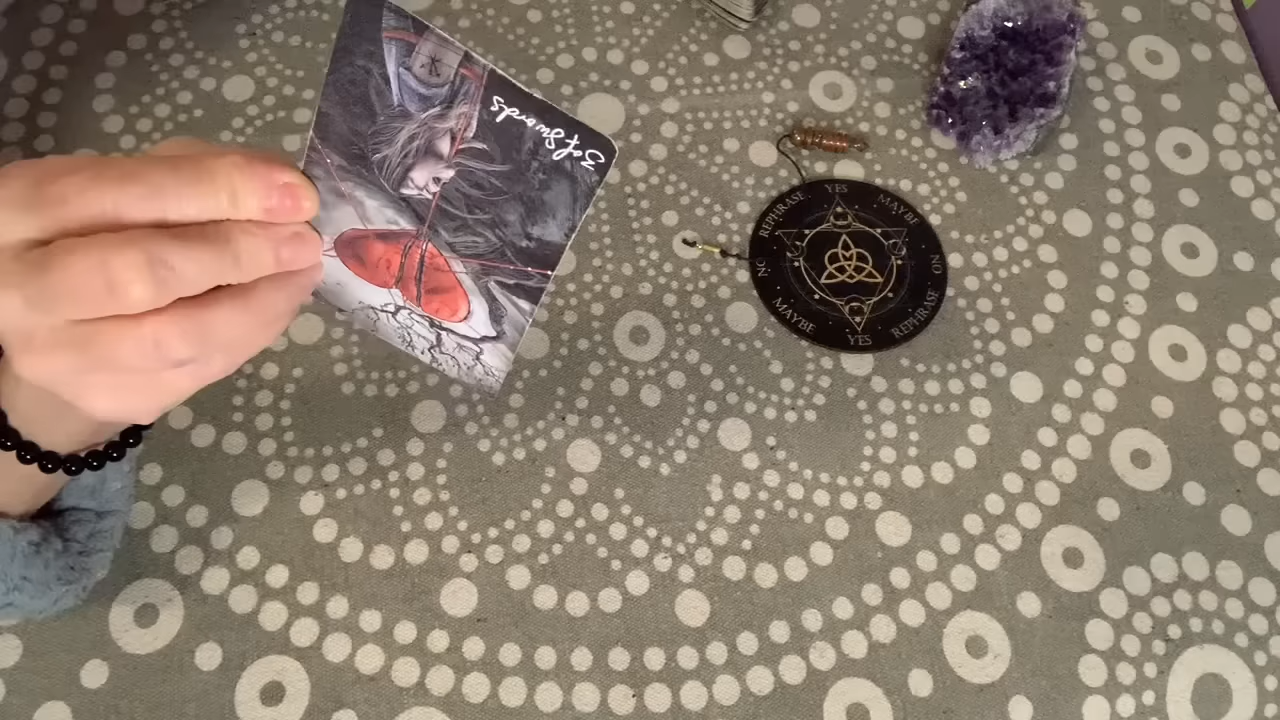 3 of Swords
YES
MAYBE
NO
REPHRASE
YES
MAYBE
NO
REPHRASE